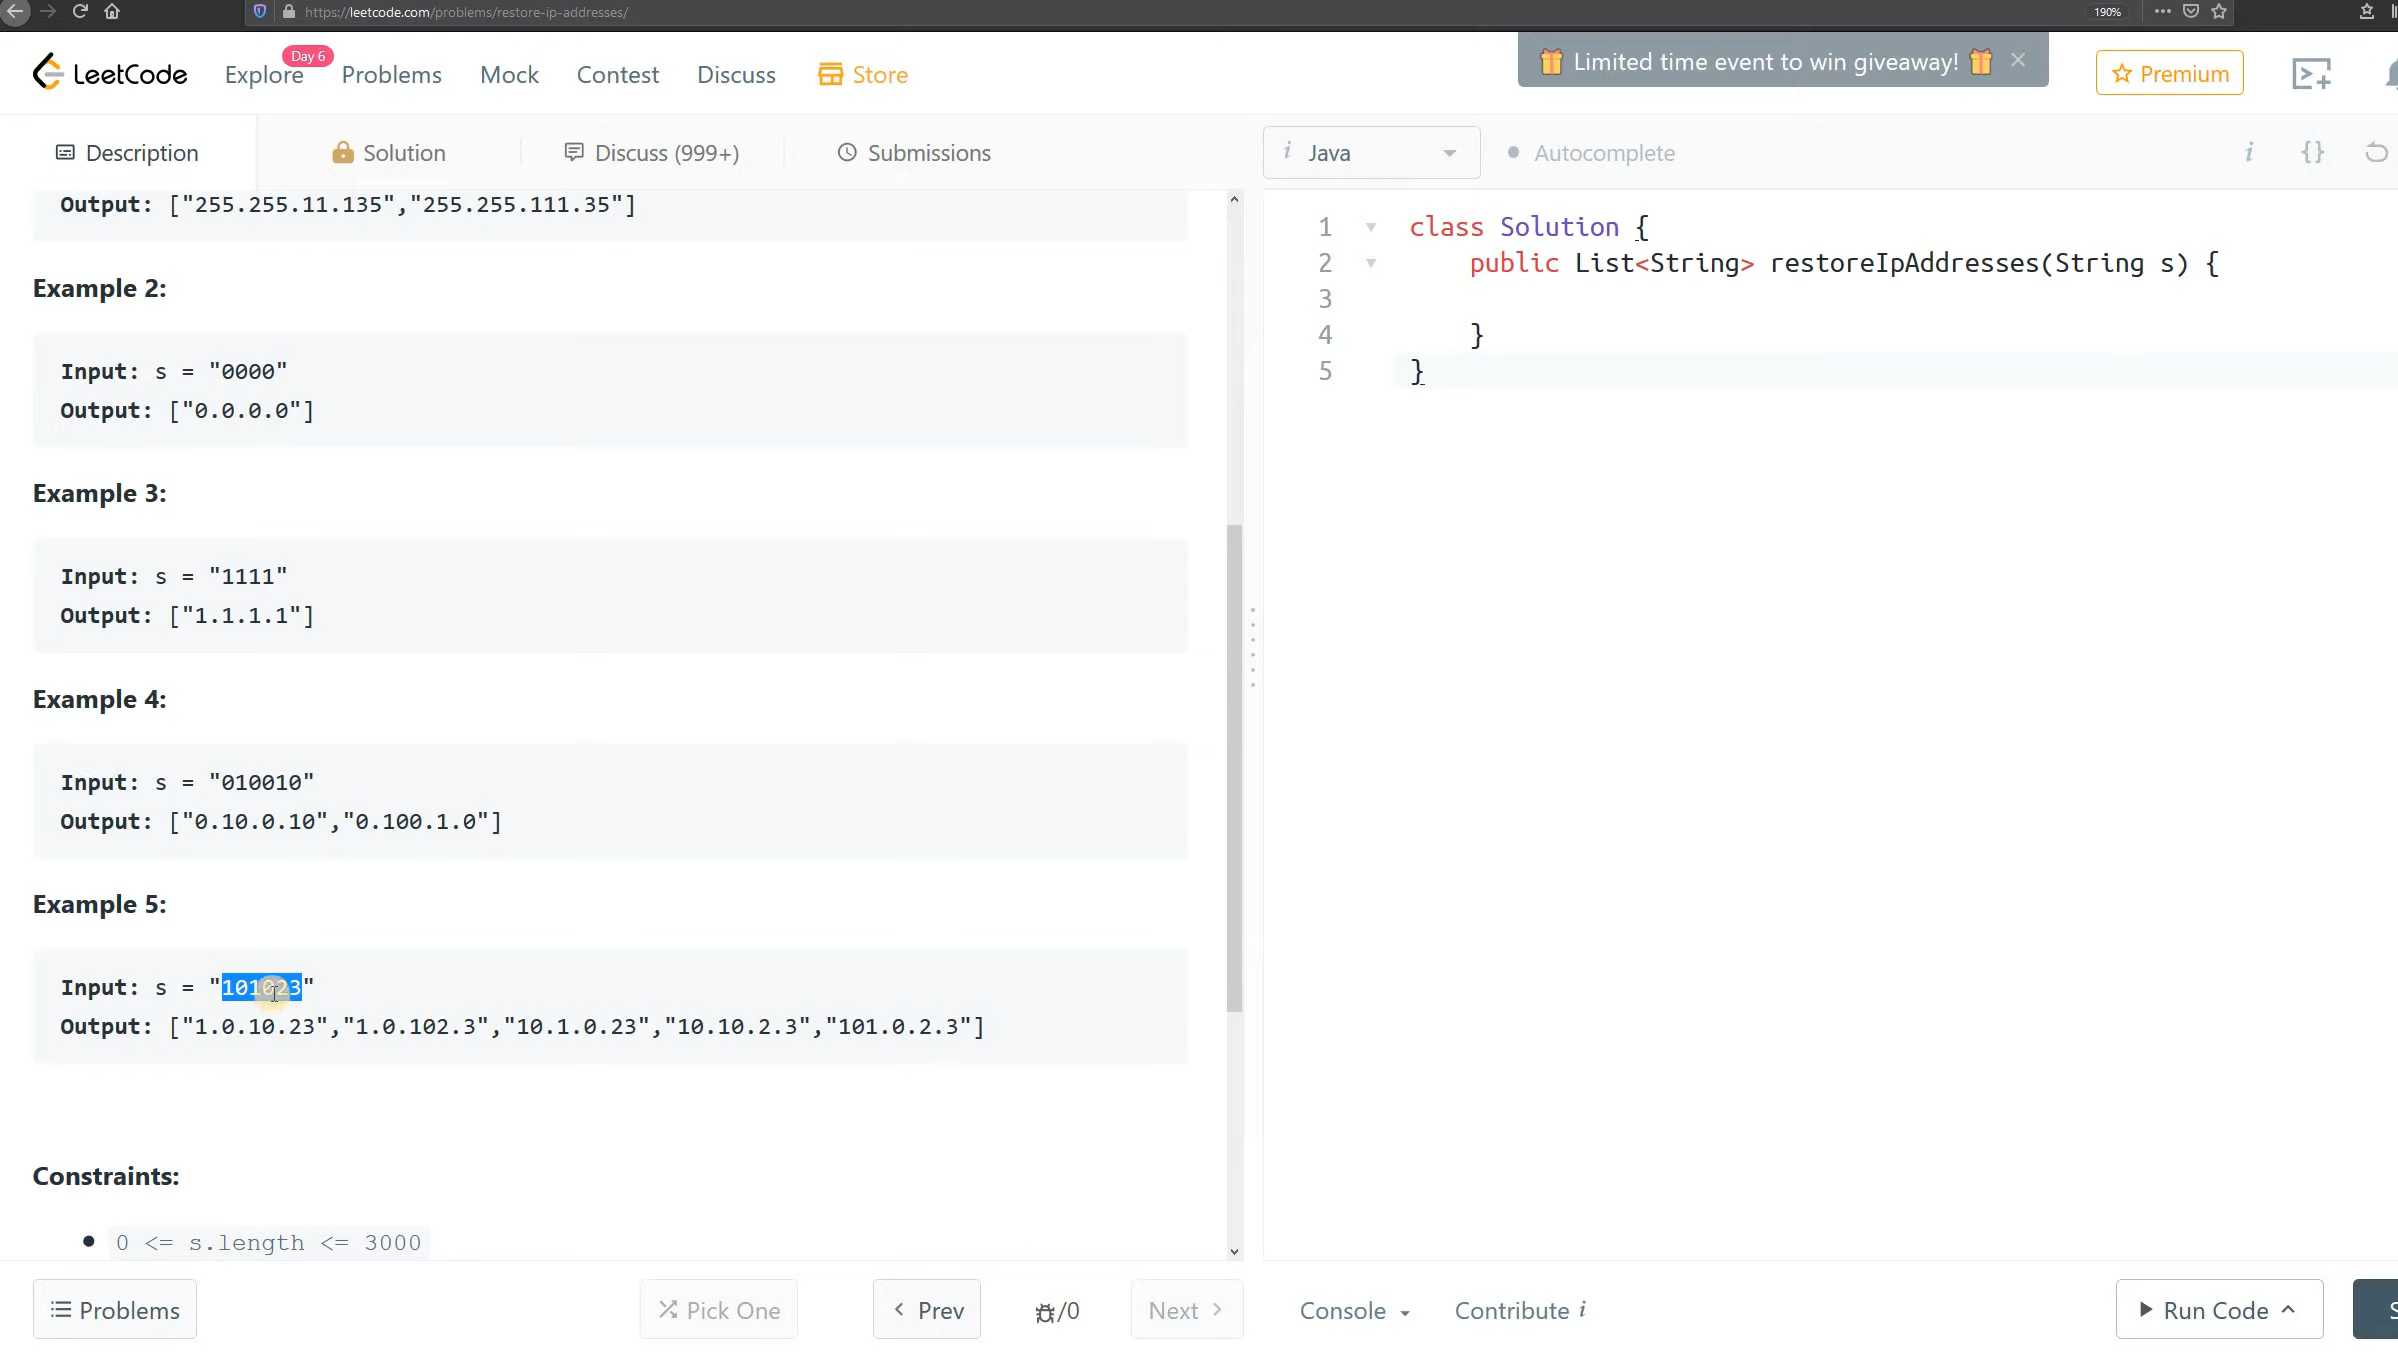 https://leetcode.com/problems/restore-ip-addresses/
190%
LeetCode
Explore
Day 6
Problems
Mock
Contest
Discuss
Store
Limited time event to win giveaway!
Premium
Description
Solution
Discuss (999+)
Submissions
i Java
Autocomplete
i {}
Output: ["255.255.11.135","255.255.111.35"]
Example 2:
Input: s = "0000"
Output: ["0.0.0.0"]
Example 3:
Input: s = "1111"
Output: ["1.1.1.1"]
Example 4:
Input: s = "010010"
Output: ["0.10.0.10","0.100.1.0"]
Example 5:
Input: s = "101023"
Output: ["1.0.10.23","1.0.102.3","10.1.0.23","10.10.2.3","101.0.2.3"]
Constraints:
0 <= s.length <= 3000
1 class Solution {
2 public List<String> restoreIpAddresses(String s) {
3
4 }
5 }
Problems
Pick One
Prev
/0
Next
Console
Contribute i
Run Code